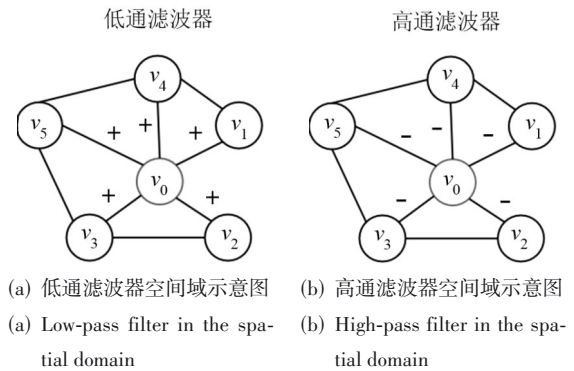 低通滤波器
高通滤波器
v4
v5
+
+
+
v1
v0
+
+
v3
v2
v4
v5
-
-
-
v1
v0
-
-
v3
v2
(a) 低通滤波器空间域示意图
(a) Low-pass filter in the spa-
tial domain
(b) 高通滤波器空间域示意图
(b) High-pass filter in the spa-
tial domain